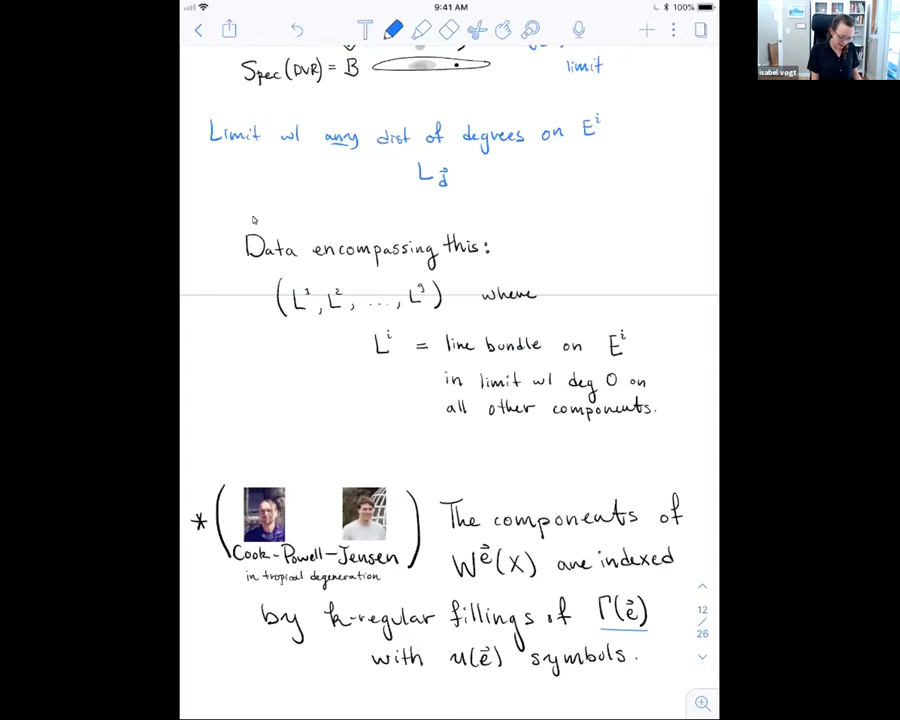 9:41 AM
100%
isabel vogt
Spec(DVR) = B
limit
Limit w/ any dist of degrees on E^i
L_d⃗
Data encompassing this:
(L^1, L^2, ..., L^g) where
L^i = line bundle on E^i
in limit w/ deg 0 on
all other components.
* ( Cook-Powell-Jensen )
in tropical degeneration
The components of
W^e⃗(X) are indexed
by k-regular fillings of Γ(e⃗)
with u(e⃗) symbols.
12
/
26